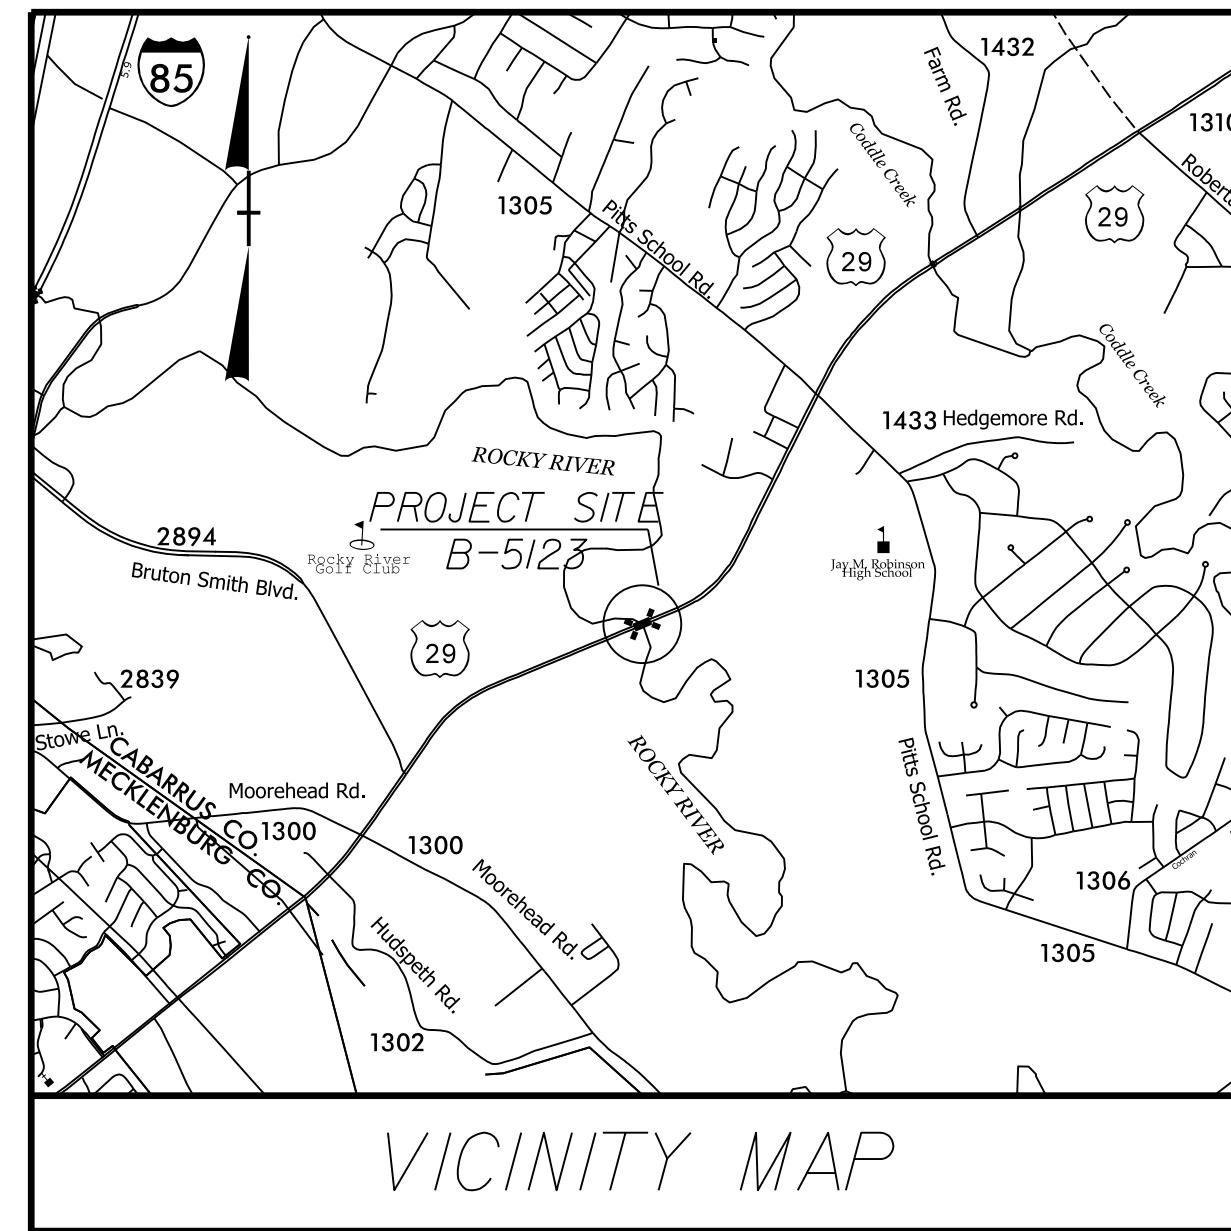 5.9
85
1432
Farm Rd.
Coddle Creek
1310
29
1305
Pitts School Rd.
29
Coddle Creek
1433 Hedgemore Rd.
ROCKY RIVER
PROJECT SITE
B-5123
2894
Bruton Smith Blvd.
Rocky River
Golf Club
Jay M. Robinson
High School
29
2839
Stowe Ln.
1305
CABARRUS CO.
MECKLENBURG CO.
Moorehead Rd.
1300
1300
Moorehead Rd.
ROCKY RIVER
Pitts School Rd.
1306
Cochran
Hudspeth Rd.
1302
1305
VICINITY MAP